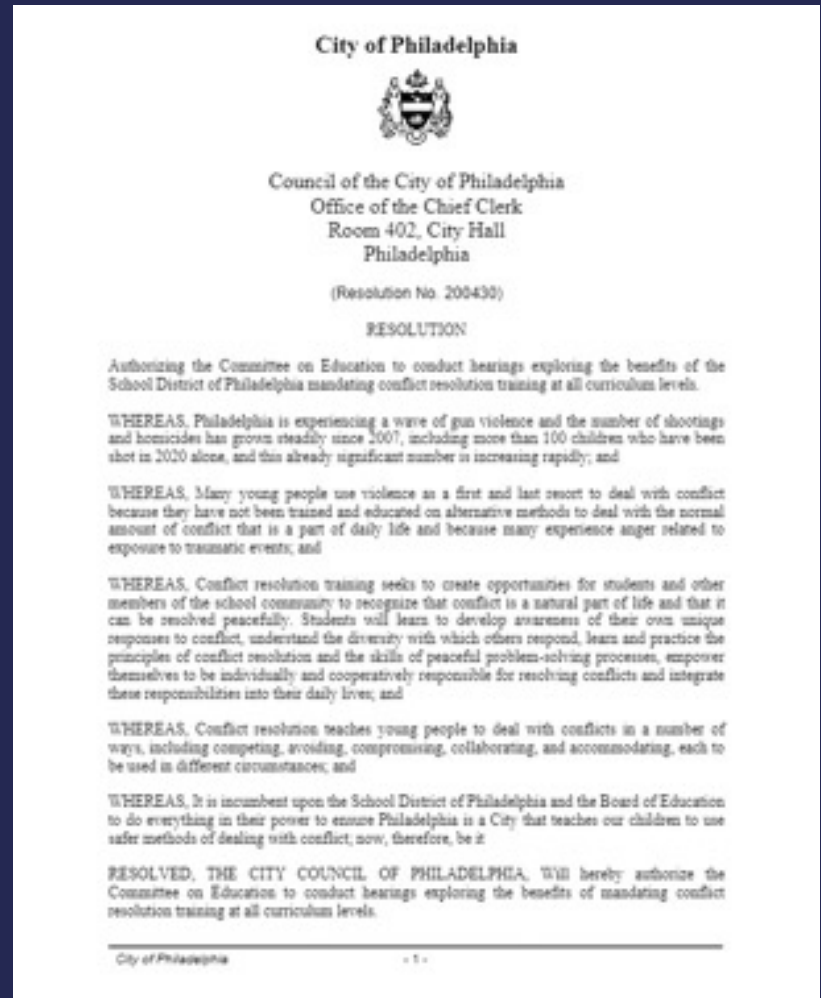 City of Philadelphia
Council of the City of Philadelphia
Office of the Chief Clerk
Room 402, City Hall
Philadelphia
(Resolution No. 200430)
RESOLUTION
Authorizing the Committee on Education to conduct hearings exploring the benefits of the
School District of Philadelphia mandating conflict resolution training at all curriculum levels.
WHEREAS, Philadelphia is experiencing a wave of gun violence and the number of shootings
and homicides has grown steadily since 2007, including more than 100 children who have been
shot in 2020 alone, and this already significant number is increasing rapidly; and
WHEREAS, Many young people use violence as a first and last resort to deal with conflict
because they have not been trained and educated on alternative methods to deal with the normal
amount of conflict that is a part of daily life and because many experience anger related to
exposure to traumatic events; and
WHEREAS, Conflict resolution training seeks to create opportunities for students and other
members of the school community to recognize that conflict is a natural part of life and that it
can be resolved peacefully. Students will learn to develop awareness of their own unique
responses to conflict, understand the diversity with which others respond, learn and practice the
principles of conflict resolution and the skills of peaceful problem-solving processes, empower
themselves to be individually and cooperatively responsible for resolving conflicts and integrate
these responsibilities into their daily lives; and
WHEREAS, Conflict resolution teaches young people to deal with conflicts in a number of
ways, including competing, avoiding, compromising, collaborating, and accommodating, each to
be used in different circumstances; and
WHEREAS, It is incumbent upon the School District of Philadelphia and the Board of Education
to do everything in their power to ensure Philadelphia is a City that teaches our children to use
safer methods of dealing with conflict; now, therefore, be it
RESOLVED, THE CITY COUNCIL OF PHILADELPHIA, Will hereby authorize the
Committee on Education to conduct hearings exploring the benefits of mandating conflict
resolution training at all curriculum levels.
City of Philadelphia - 1 -